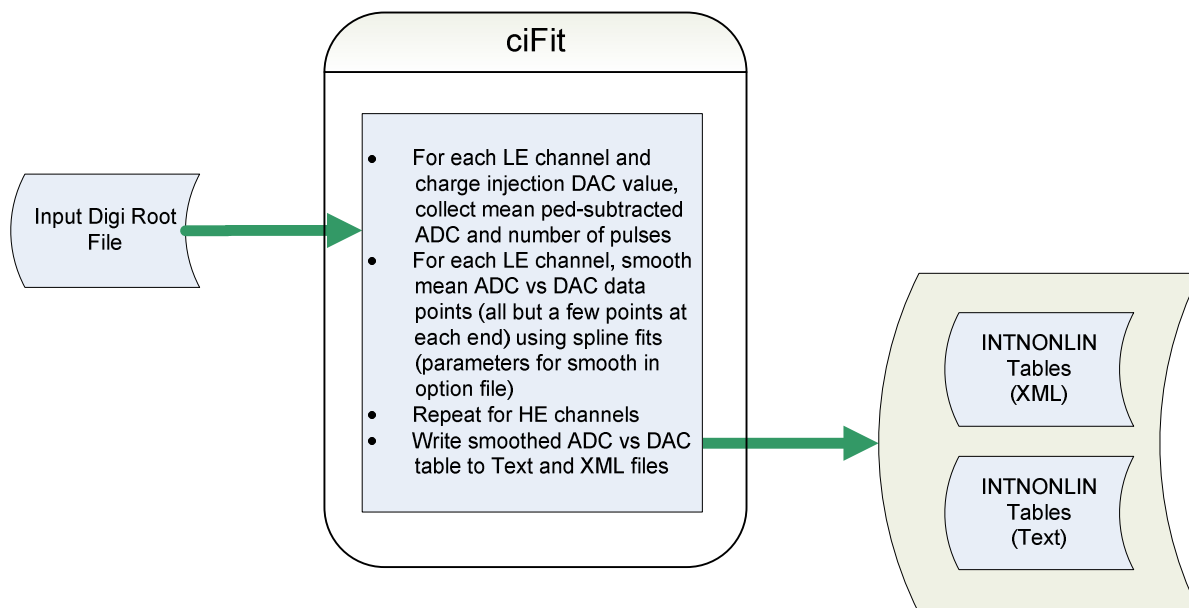 ciFit
Input Digi Root
File
• For each LE channel and
charge injection DAC value,
collect mean ped-subtracted
ADC and number of pulses
• For each LE channel, smooth
mean ADC vs DAC data
points (all but a few points at
each end) using spline fits
(parameters for smooth in
option file)
• Repeat for HE channels
• Write smoothed ADC vs DAC
table to Text and XML files
INTNONLIN
Tables
(XML)
INTNONLIN
Tables
(Text)